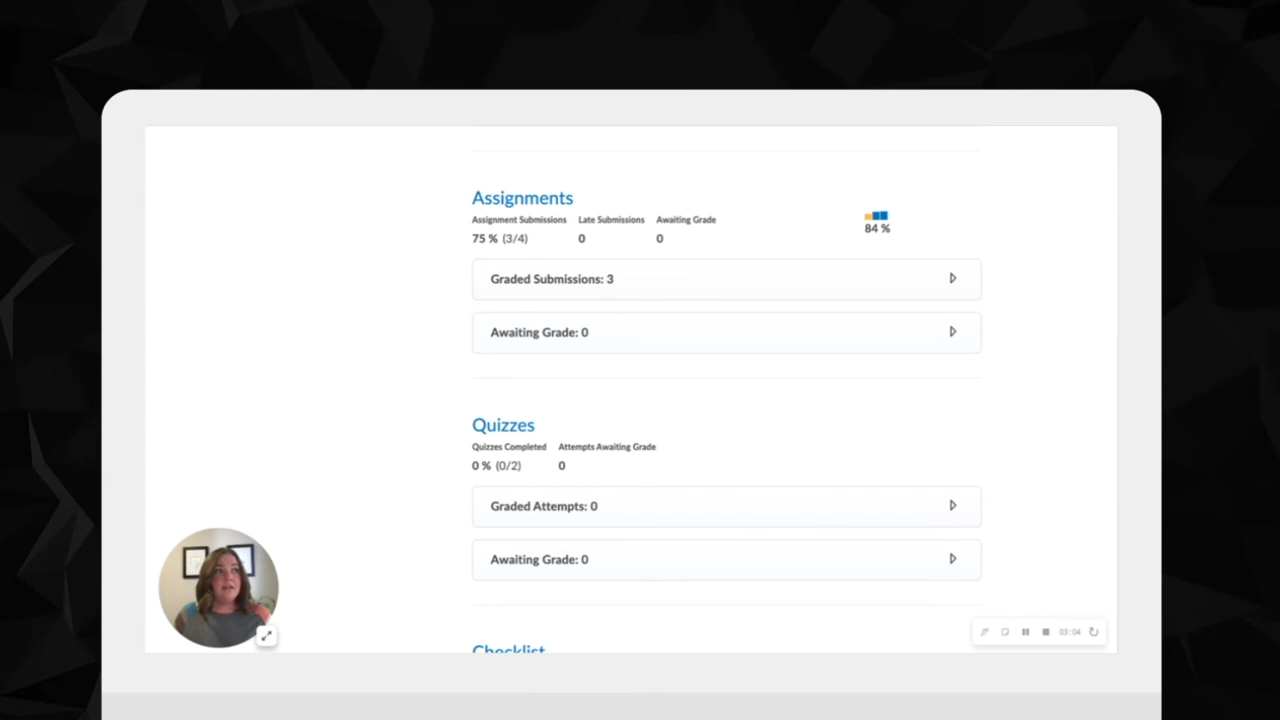 Assignments
Assignment Submissions Late Submissions Awaiting Grade
75 % (3/4) 0 0
84 %
Graded Submissions: 3
Awaiting Grade: 0
Quizzes
Quizzes Completed Attempts Awaiting Grade
0 % (0/2) 0
Graded Attempts: 0
Awaiting Grade: 0
03:04
Checklist